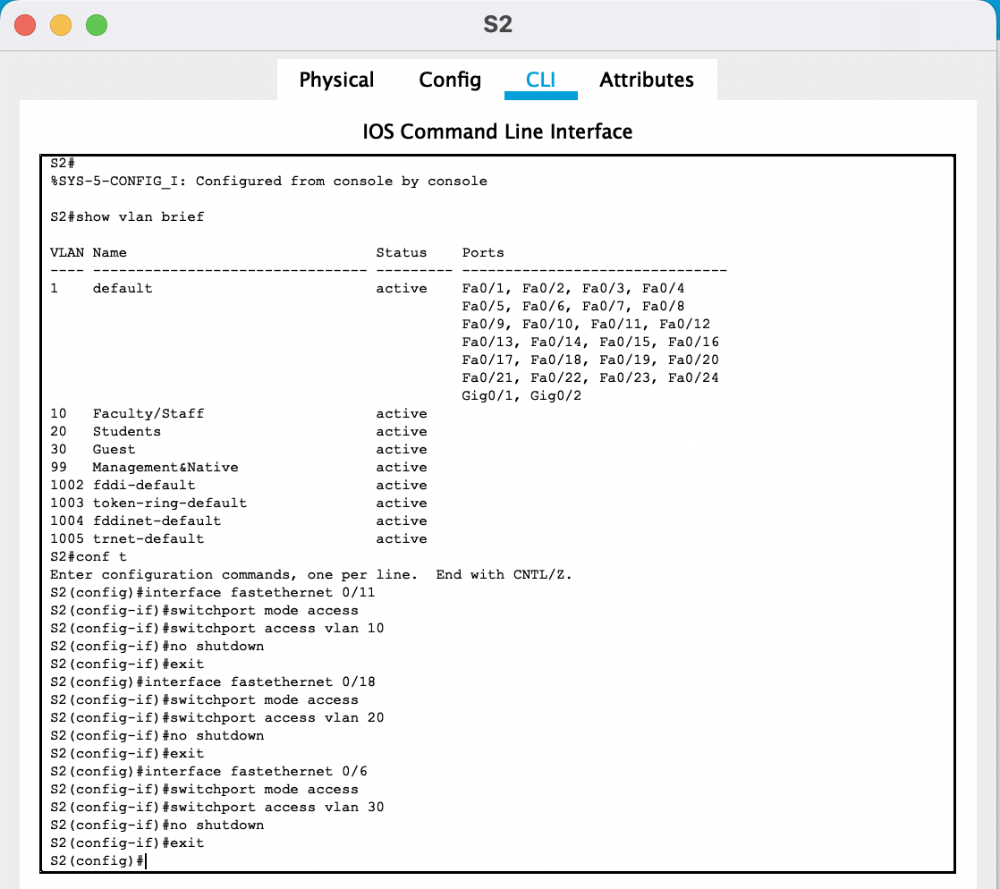 S2
Physical Config CLI Attributes
IOS Command Line Interface
S2#
%SYS-5-CONFIG_I: Configured from console by console
S2#show vlan brief
VLAN Name                             Status    Ports
---- -------------------------------- --------- -------------------------------
1    default                          active    Fa0/1, Fa0/2, Fa0/3, Fa0/4
                                                Fa0/5, Fa0/6, Fa0/7, Fa0/8
                                                Fa0/9, Fa0/10, Fa0/11, Fa0/12
                                                Fa0/13, Fa0/14, Fa0/15, Fa0/16
                                                Fa0/17, Fa0/18, Fa0/19, Fa0/20
                                                Fa0/21, Fa0/22, Fa0/23, Fa0/24
                                                Gig0/1, Gig0/2
10   Faculty/Staff                    active
20   Students                         active
30   Guest                            active
99   Management&Native                active
1002 fddi-default                     active
1003 token-ring-default               active
1004 fddinet-default                  active
1005 trnet-default                    active
S2#conf t
Enter configuration commands, one per line.  End with CNTL/Z.
S2(config)#interface fastethernet 0/11
S2(config-if)#switchport mode access
S2(config-if)#switchport access vlan 10
S2(config-if)#no shutdown
S2(config-if)#exit
S2(config)#interface fastethernet 0/18
S2(config-if)#switchport mode access
S2(config-if)#switchport access vlan 20
S2(config-if)#no shutdown
S2(config-if)#exit
S2(config)#interface fastethernet 0/6
S2(config-if)#switchport mode access
S2(config-if)#switchport access vlan 30
S2(config-if)#no shutdown
S2(config-if)#exit
S2(config)#